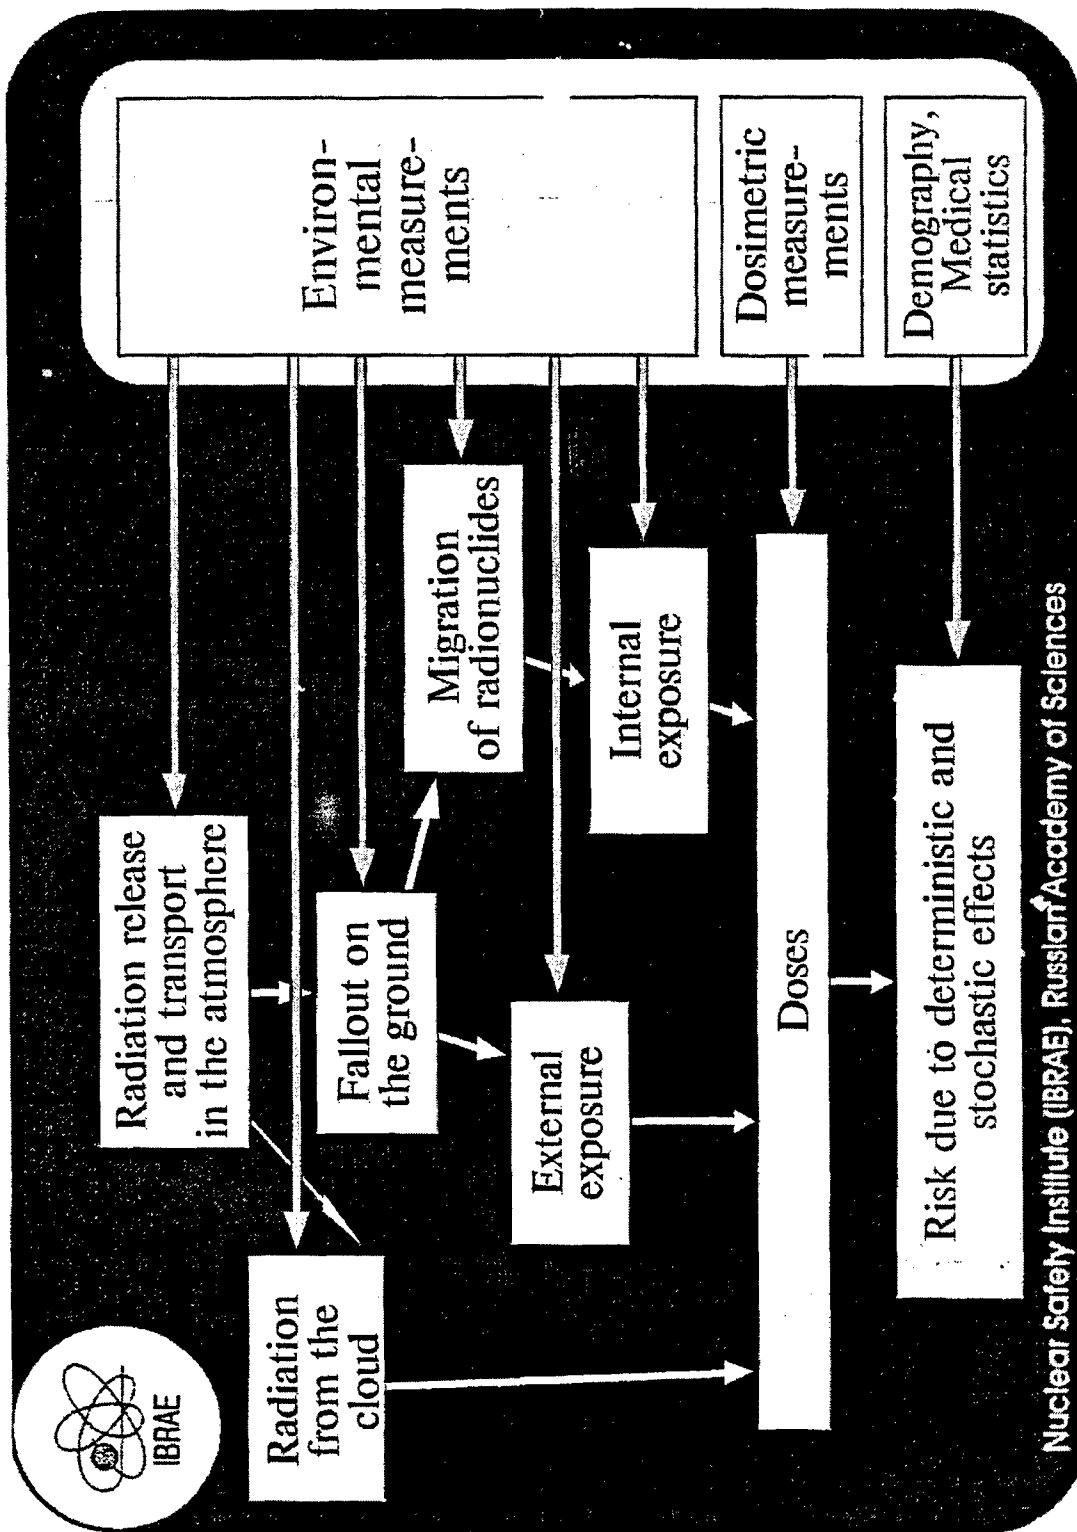 IBRAE
Radiation release
and transport
in the atmosphere
Environ-
mental
measure-
ments
Radiation
from the
cloud
Fallout on
the ground
Migration
of radionuclides
External
exposure
Internal
exposure
Doses
Dosimetric
measure-
ments
Risk due to deterministic and
stochastic effects
Demography,
Medical
statistics
Nuclear Safety Institute (IBRAE), Russian Academy of Sciences